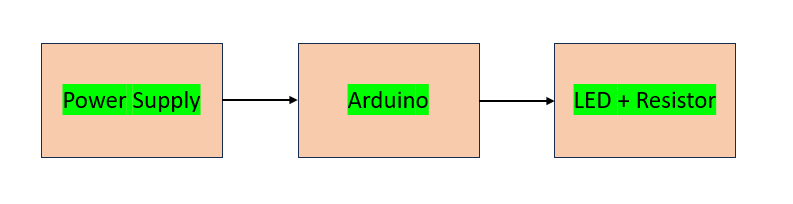 Power Supply
Arduino
LED + Resistor